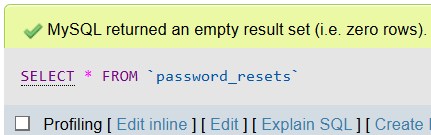 MySQL returned an empty result set (i.e. zero rows).
SELECT * FROM `password_resets`
Profiling [ Edit inline ] [ Edit ] [ Explain SQL ] [ Create